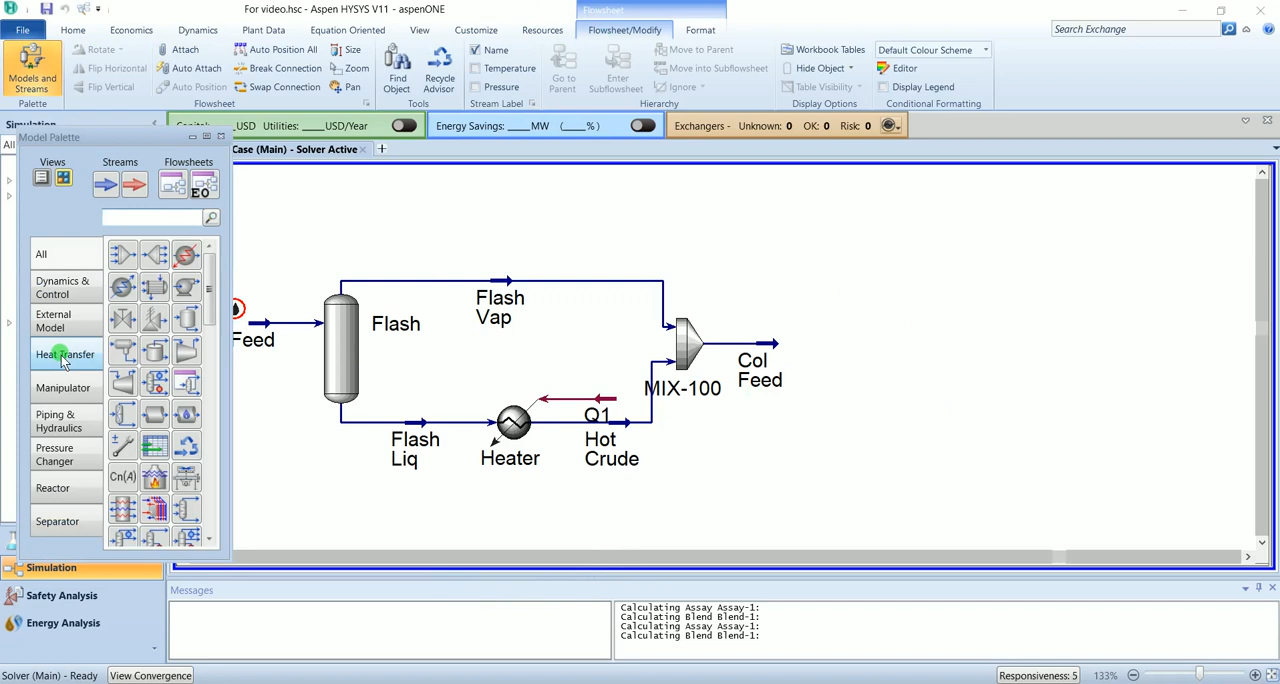 For video.hsc - Aspen HYSYS V11 - aspenONE
Flowsheet
File Home Economics Dynamics Plant Data Equation Oriented View Customize Resources Flowsheet/Modify Format Search Exchange
Models and Streams
Palette
Rotate Attach Auto Position All Size
Flip Horizontal Auto Attach Break Connection Zoom
Flip Vertical Auto Position Swap Connection Pan
Flowsheet
Find Object
Recycle Advisor
Tools
Name
Temperature
Pressure
Stream Label
Go to Parent
Enter Subflowsheet
Move to Parent
Move into Subflowsheet
Ignore
Hierarchy
Workbook Tables
Hide Object
Table Visibility
Display Options
Default Colour Scheme
Editor
Display Legend
Conditional Formatting
USD Utilities: ____USD/Year
Energy Savings: ____MW (____%)
Exchangers - Unknown: 0 OK: 0 Risk: 0
Model Palette
Case (Main) - Solver Active
All
Views Streams Flowsheets
EO
All
Dynamics & Control
External Model
Heat Transfer
Manipulator
Piping & Hydraulics
Pressure Changer
Reactor
Separator
Cn(A)
Feed
Flash
Flash
Vap
MIX-100
Col
Feed
Q1
Flash
Liq
Heater
Hot
Crude
Simulation
Safety Analysis
Energy Analysis
Messages
Calculating Assay Assay-1:
Calculating Blend Blend-1:
Calculating Assay Assay-1:
Calculating Blend Blend-1:
Solver (Main) - Ready View Convergence Responsiveness: 5 133%